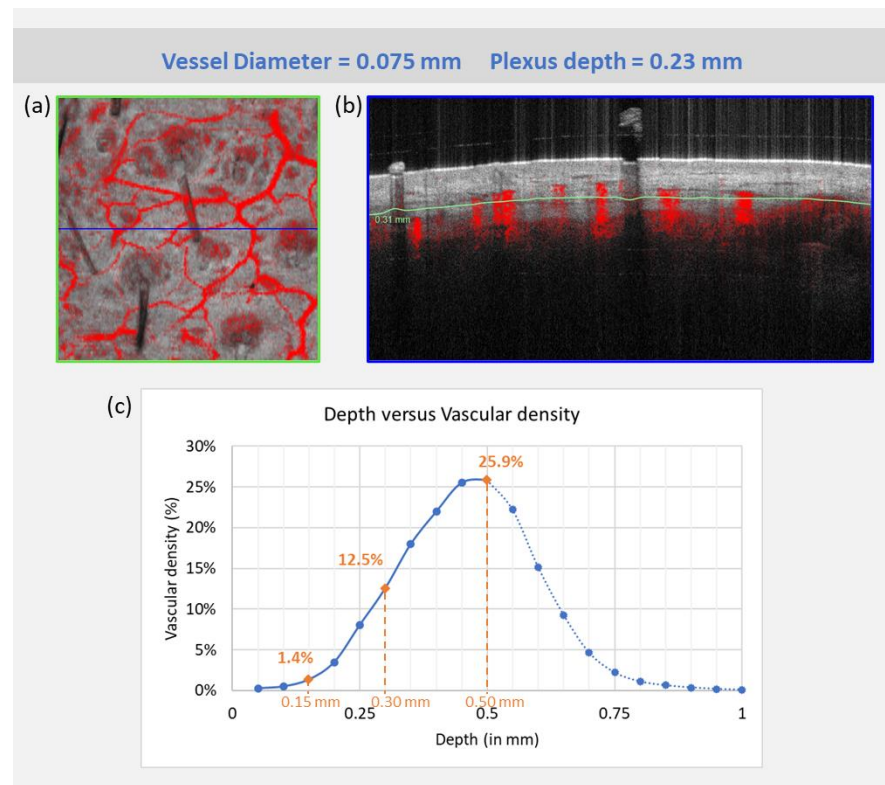 Vessel Diameter = 0.075 mm Plexus depth = 0.23 mm
(a)
(b)
0.31 mm
(c)
Depth versus Vascular density
Vascular density (%)
30%
25%
20%
15%
10%
5%
0%
25.9%
12.5%
1.4%
0.15 mm
0.30 mm
0.50 mm
0
0.25
0.5
0.75
1
Depth (in mm)